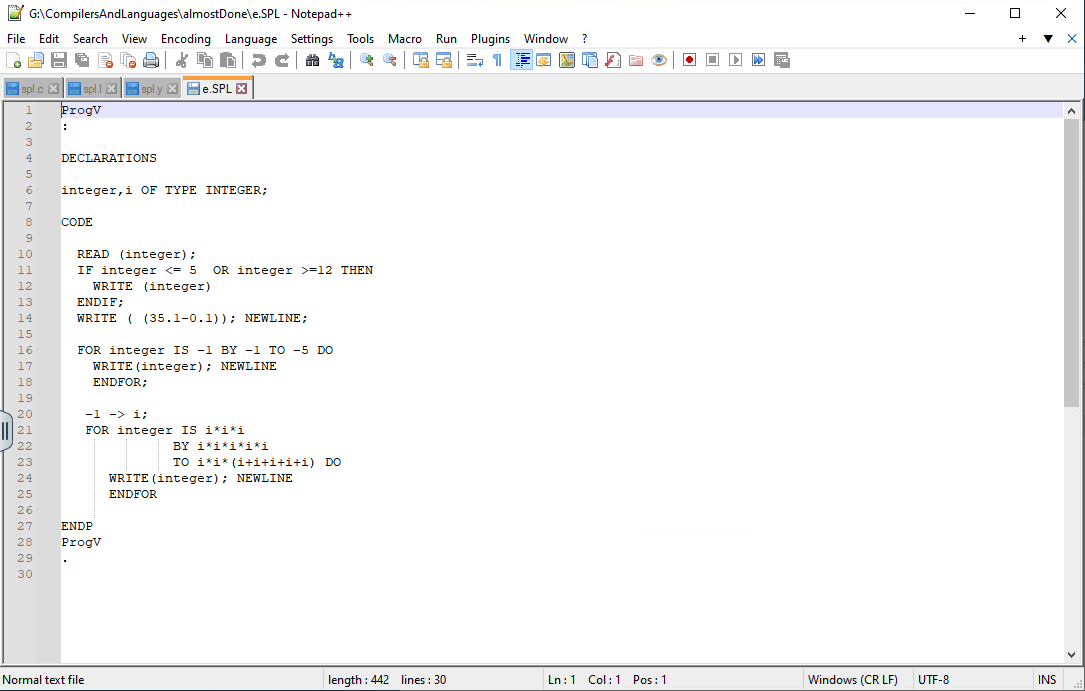 G:\CompilersAndLanguages\almostDone\e.SPL - Notepad++
File Edit Search View Encoding Language Settings Tools Macro Run Plugins Window ?
spl.c spl.l spl.y e.SPL
1 ProgV
2 :
3
4 DECLARATIONS
5
6 integer,i OF TYPE INTEGER;
7
8 CODE
9
10   READ (integer);
11   IF integer <= 5  OR integer >=12 THEN
12     WRITE (integer)
13   ENDIF;
14   WRITE ( (35.1-0.1)); NEWLINE;
15
16   FOR integer IS -1 BY -1 TO -5 DO
17     WRITE(integer); NEWLINE
18     ENDFOR;
19
20    -1 -> i;
21    FOR integer IS i*i*i
22               BY i*i*i*i*i
23               TO i*i*(i+i+i+i+i) DO
24       WRITE(integer); NEWLINE
25       ENDFOR
26
27 ENDP
28 ProgV
29 .
30
Normal text file length : 442 lines : 30 Ln : 1 Col : 1 Pos : 1 Windows (CR LF) UTF-8 INS